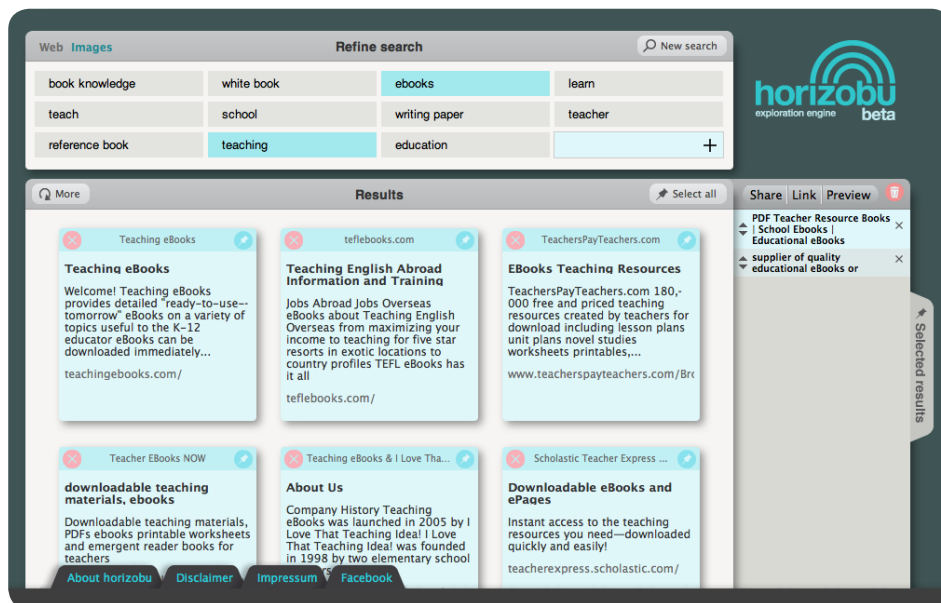 Web Images
Refine search
New search
book knowledge
white book
ebooks
learn
teach
school
writing paper
teacher
reference book
teaching
education
+
horizobu
exploration engine
beta
More
Results
Select all
Share
Link
Preview
PDF Teacher Resource Books
| School Ebooks |
Educational eBooks
supplier of quality
educational eBooks or
Selected results
Teaching eBooks
Teaching eBooks
Welcome! Teaching eBooks
provides detailed "ready-to-use--
tomorrow" eBooks on a variety of
topics useful to the K-12
educator eBooks can be
downloaded immediately...
teachingebooks.com/
teflebooks.com
Teaching English Abroad
Information and Training
Jobs Abroad Jobs Overseas
eBooks about Teaching English
Overseas from maximizing your
income to teaching for five star
resorts in exotic locations to
country profiles TEFL eBooks has
it all
teflebooks.com/
TeachersPayTeachers.com
EBooks Teaching Resources
TeachersPayTeachers.com 180,-
000 free and priced teaching
resources created by teachers for
download including lesson plans
unit plans novel studies
worksheets printables,...
www.teacherspayteachers.com/Bro
Teacher EBooks NOW
downloadable teaching
materials, ebooks
Downloadable teaching materials,
PDFs ebooks printable worksheets
and emergent reader books for
teachers
Teaching eBooks & I Love Tha...
About Us
Company History Teaching
eBooks was launched in 2005 by I
Love That Teaching Idea! I Love
That Teaching Idea! was founded
in 1998 by two elementary school
Scholastic Teacher Express ...
Downloadable eBooks and
ePages
Instant access to the teaching
resources you need—downloaded
quickly and easily!
teacherexpress.scholastic.com/
About horizobu
Disclaimer
Impressum
Facebook